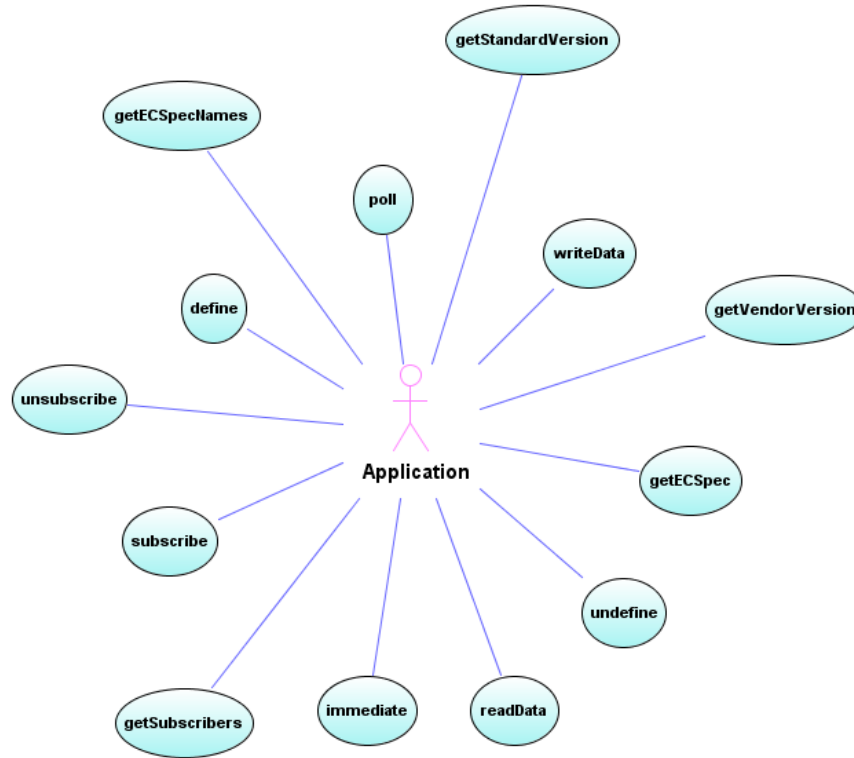 getStandardVersion
getECSpecNames
poll
writeData
define
getVendorVersion
unsubscribe
Application
getECSpec
subscribe
undefine
getSubscribers
immediate
readData